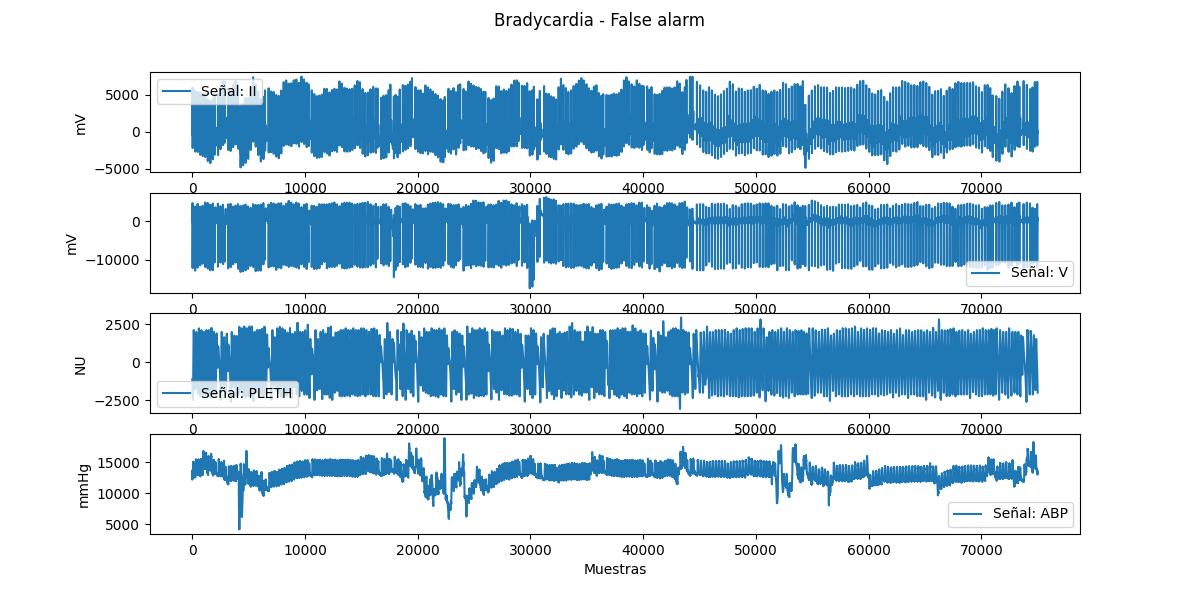 Bradycardia - False alarm
mV
5000
0
−5000
Señal: II
0 10000 20000 30000 40000 50000 60000 70000
mV
0
−10000
Señal: V
0 10000 20000 30000 40000 50000 60000 70000
NU
2500
0
−2500
Señal: PLETH
0 10000 20000 30000 40000 50000 60000 70000
mmHg
15000
10000
5000
Señal: ABP
0 10000 20000 30000 40000 50000 60000 70000
Muestras